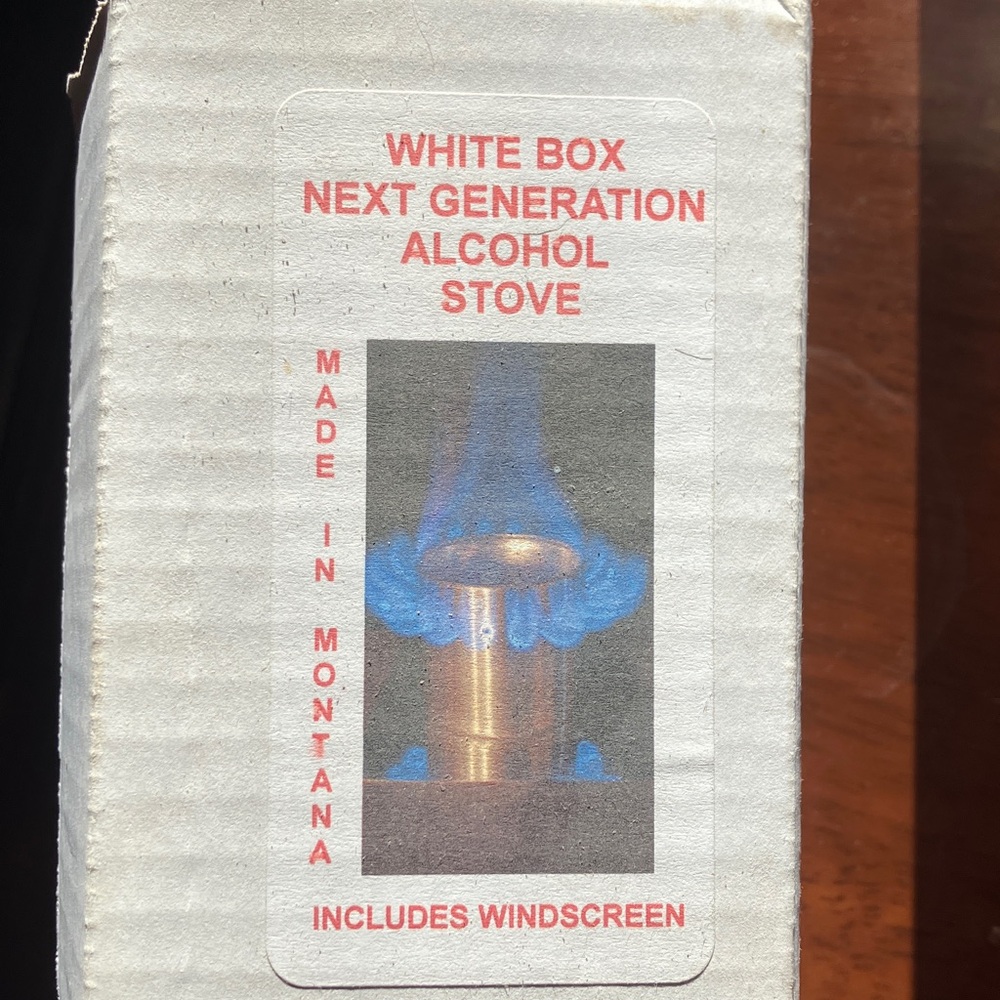 WHITE BOX
NEXT GENERATION
ALCOHOL
STOVE
MADE IN MONTANA
INCLUDES WINDSCREEN